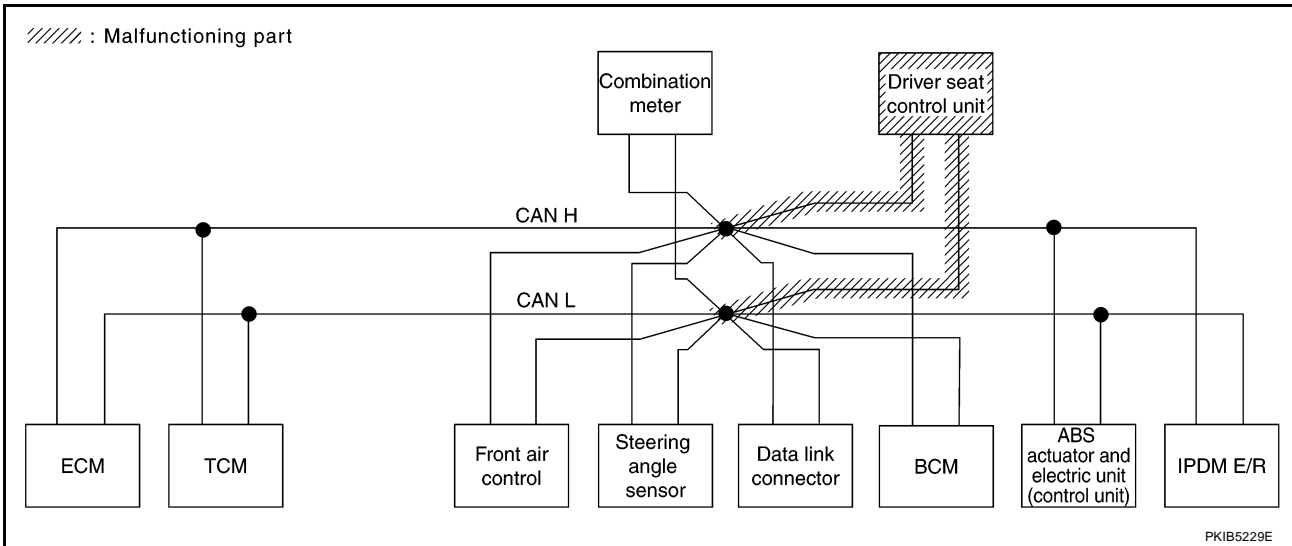 : Malfunctioning part
Combination
meter
Driver seat
control unit
CAN H
CAN L
ECM
TCM
Front air
control
Steering
angle
sensor
Data link
connector
BCM
ABS
actuator and
electric unit
(control unit)
IPDM E/R
PKIB5229E